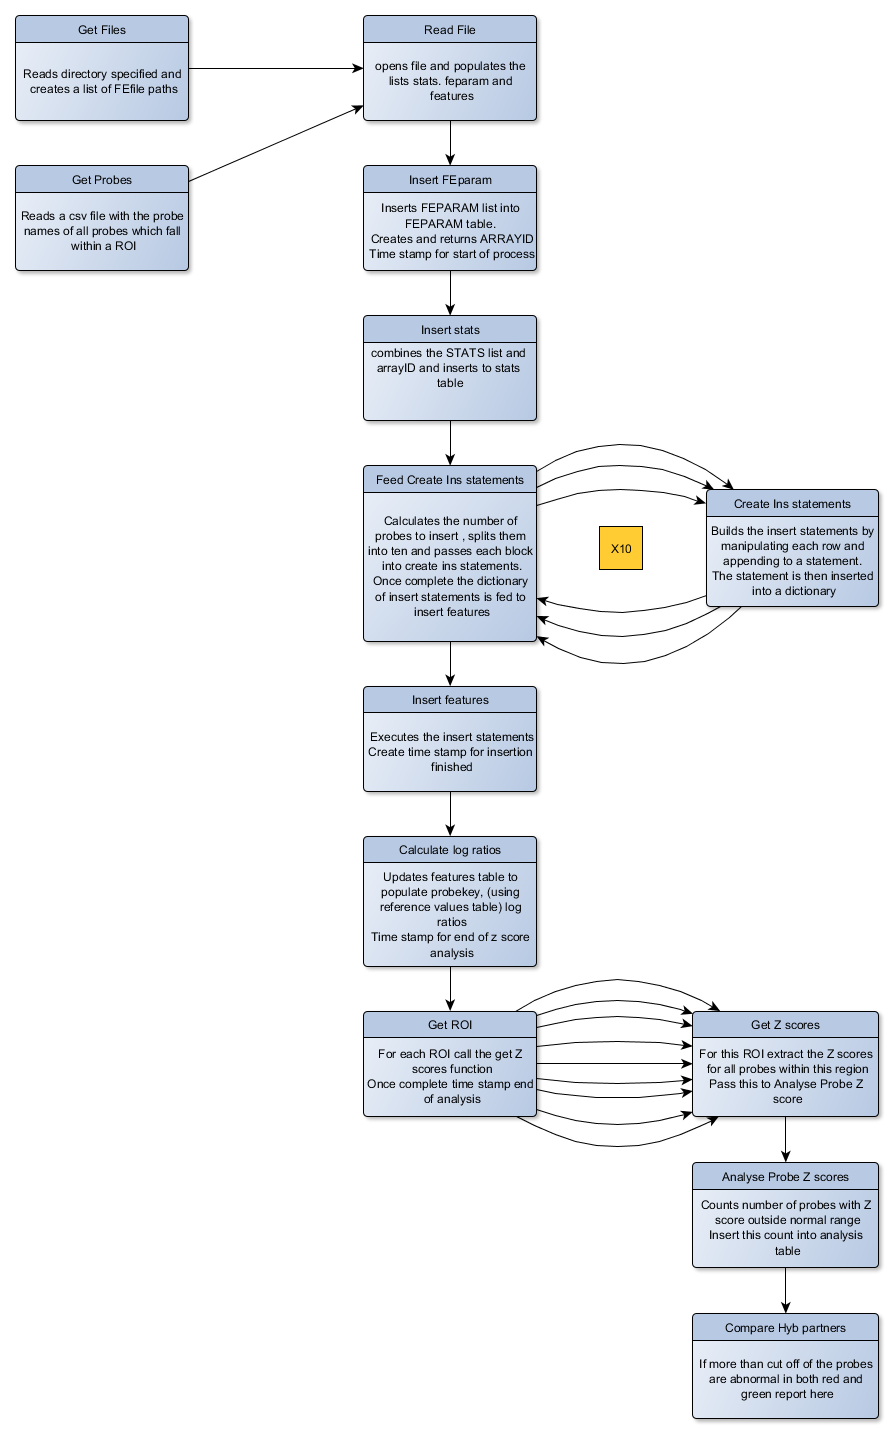 Get Files
Reads directory specified and
creates a list of FEfile paths
Read File
opens file and populates the
lists stats. feparam and
features
Get Probes
Reads a csv file with the probe
names of all probes which fall
within a ROI
Insert FEparam
Inserts FEPARAM list into
FEPARAM table.
Creates and returns ARRAYID
Time stamp for start of process
Insert stats
combines the STATS list and
arrayID and inserts to stats
table
Feed Create Ins statements
Calculates the number of
probes to insert , splits them
into ten and passes each block
into create ins statements.
Once complete the dictionary
of insert statements is fed to
insert features
X10
Create Ins statements
Builds the insert statements by
manipulating each row and
appending to a statement.
The statement is then inserted
into a dictionary
Insert features
Executes the insert statements
Create time stamp for insertion
finished
Calculate log ratios
Updates features table to
populate probekey, (using
reference values table) log
ratios
Time stamp for end of z score
analysis
Get ROI
For each ROI call the get Z
scores function
Once complete time stamp end
of analysis
Get Z scores
For this ROI extract the Z scores
for all probes within this region
Pass this to Analyse Probe Z
score
Analyse Probe Z scores
Counts number of probes with Z
score outside normal range
Insert this count into analysis
table
Compare Hyb partners
If more than cut off of the probes
are abnormal in both red and
green report here